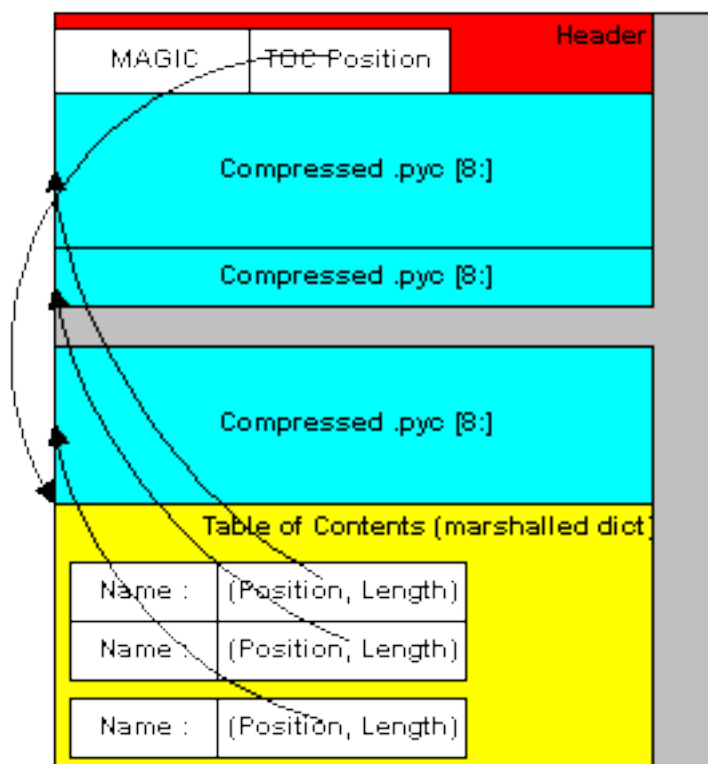 Header
MAGIC TOC Position
Compressed .pyc [8:]
Compressed .pyc [8:]
Compressed .pyc [8:]
Table of Contents (marshalled dict)
Name : (Position, Length)
Name : (Position, Length)
Name : (Position, Length)